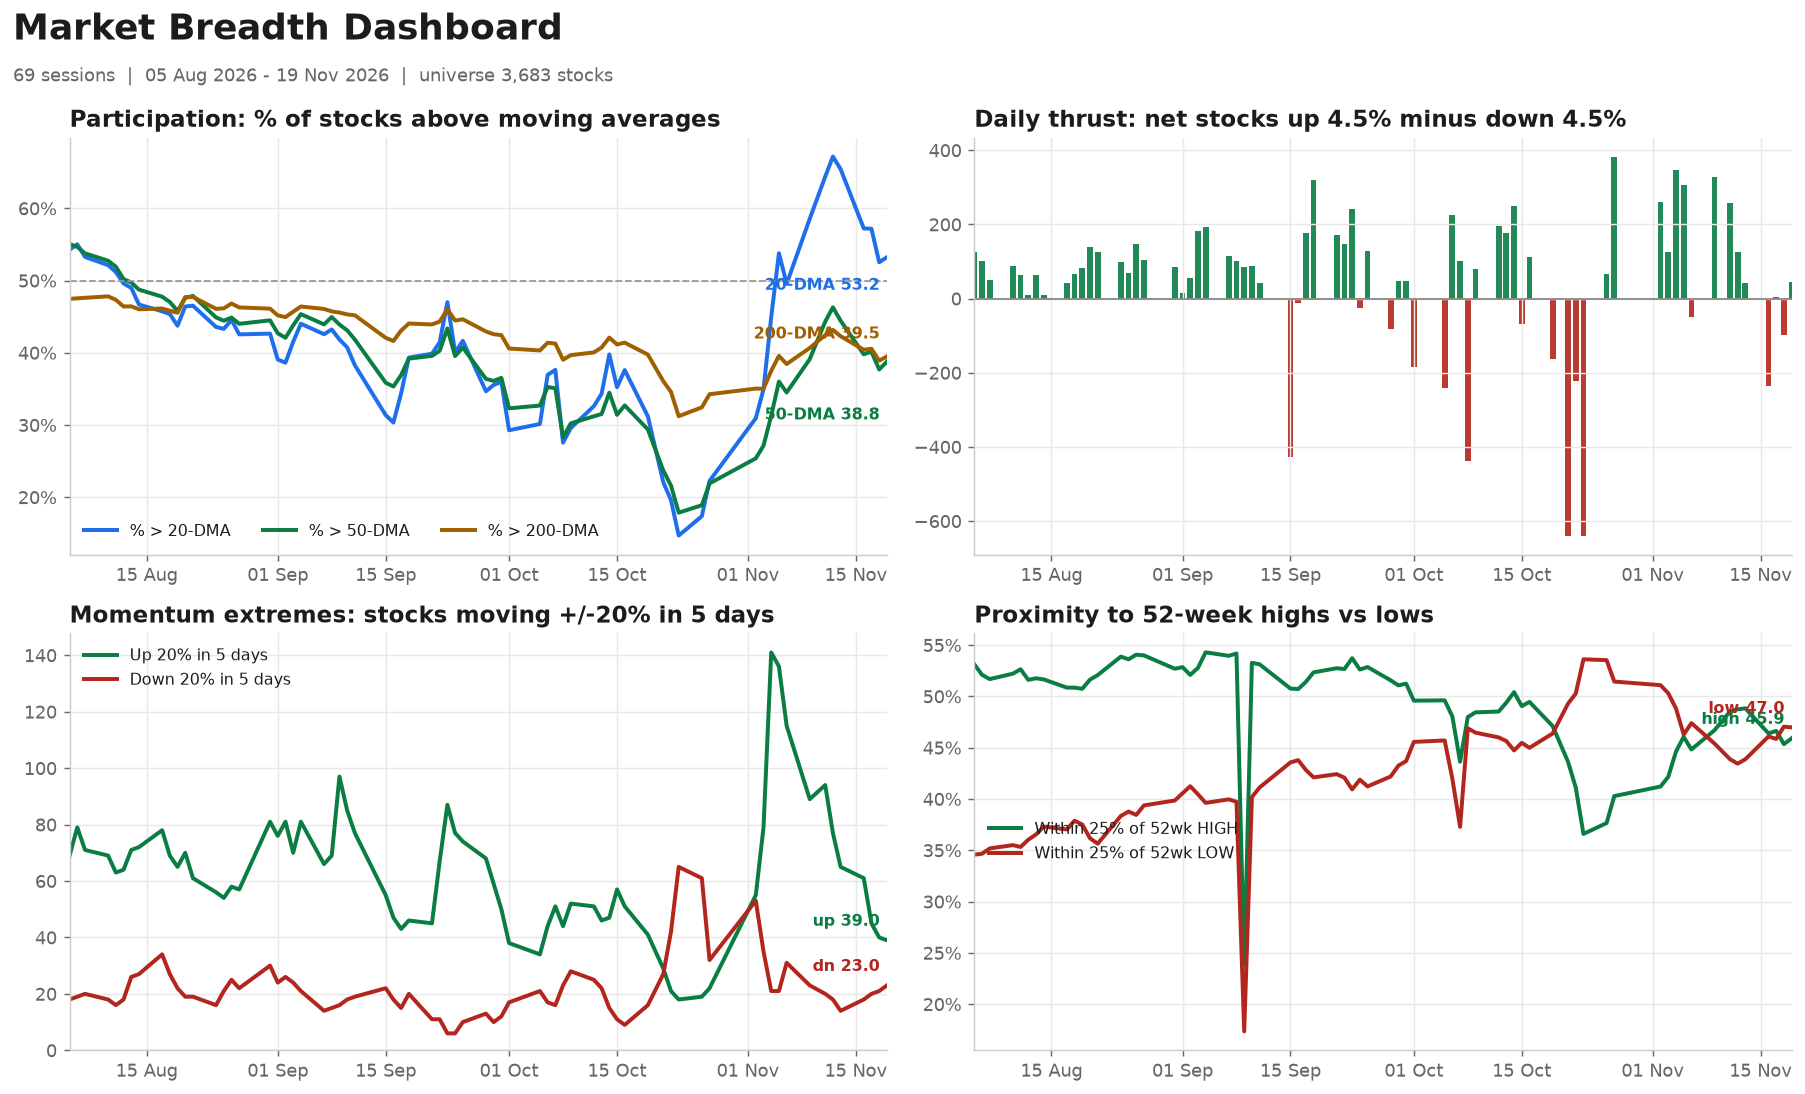 Market Breadth Dashboard
69 sessions | 05 Aug 2026 - 19 Nov 2026 | universe 3,683 stocks
Participation: % of stocks above moving averages
60%
50%
40%
30%
20%
20-DMA 53.2
200-DMA 39.5
50-DMA 38.8
% > 20-DMA
% > 50-DMA
% > 200-DMA
15 Aug
01 Sep
15 Sep
01 Oct
15 Oct
01 Nov
15 Nov
Daily thrust: net stocks up 4.5% minus down 4.5%
400
200
0
−200
−400
−600
15 Aug
01 Sep
15 Sep
01 Oct
15 Oct
01 Nov
15 Nov
Momentum extremes: stocks moving +/-20% in 5 days
140
120
100
80
60
40
20
0
Up 20% in 5 days
Down 20% in 5 days
up 39.0
dn 23.0
15 Aug
01 Sep
15 Sep
01 Oct
15 Oct
01 Nov
15 Nov
Proximity to 52-week highs vs lows
55%
50%
45%
40%
35%
30%
25%
20%
low 47.0
high 45.9
Within 25% of 52wk HIGH
Within 25% of 52wk LOW
15 Aug
01 Sep
15 Sep
01 Oct
15 Oct
01 Nov
15 Nov